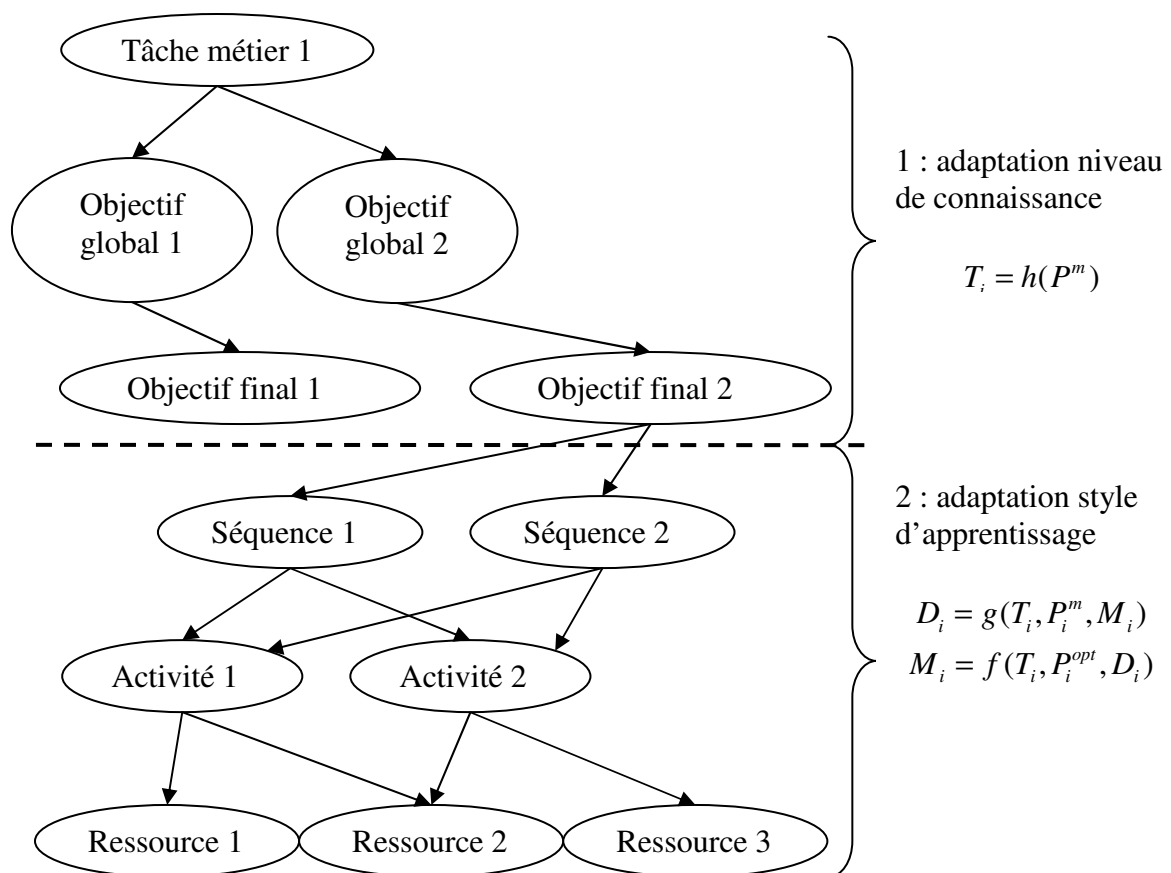 Tâche métier 1
Objectif
global 1
Objectif
global 2
Objectif final 1
Objectif final 2
1 : adaptation niveau
de connaissance
T_i = h(P^m)
Séquence 1
Séquence 2
Activité 1
Activité 2
Ressource 1
Ressource 2
Ressource 3
2 : adaptation style
d'apprentissage
D_i = g(T_i, P_i^m, M_i)
M_i = f(T_i, P_i^{opt}, D_i)